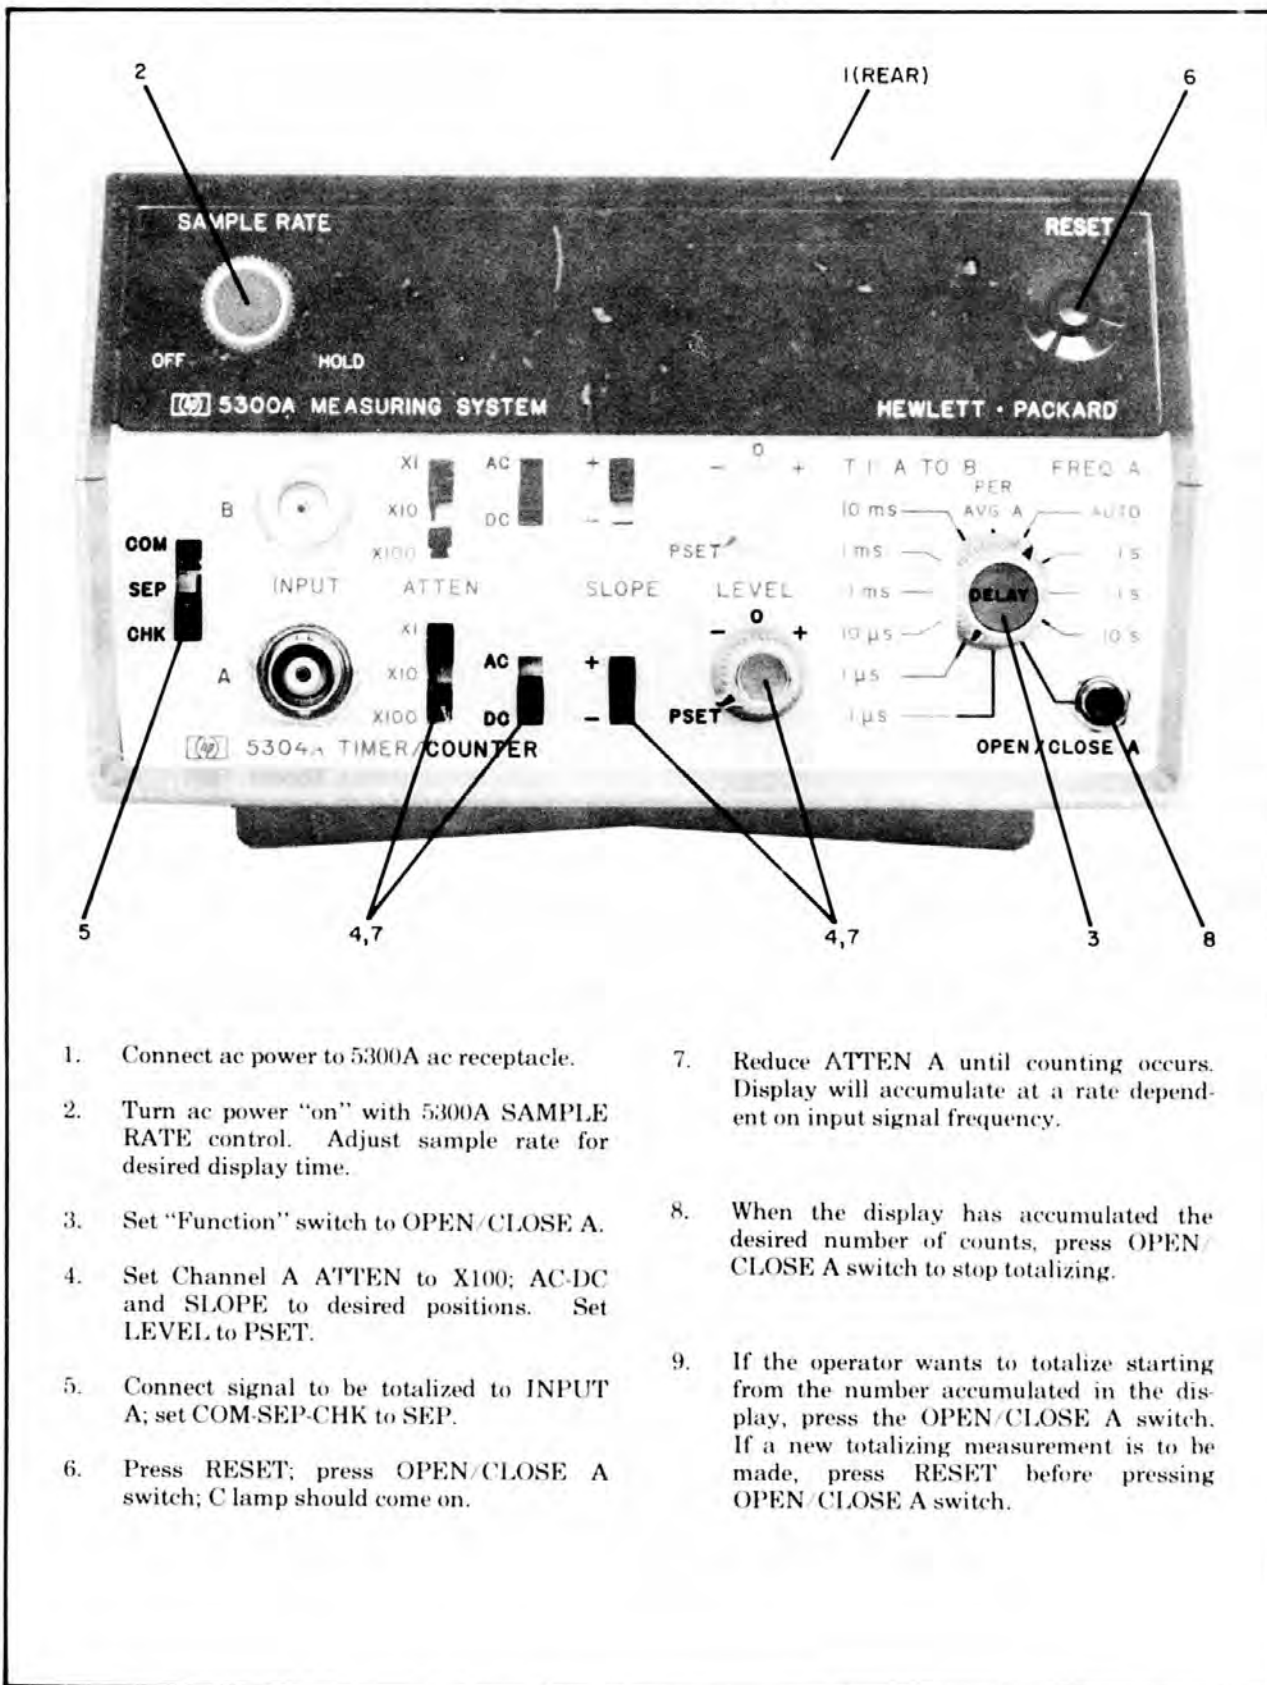 2
1(REAR)
6
SAMPLE RATE
RESET
OFF
HOLD
hp 5300A MEASURING SYSTEM
HEWLETT · PACKARD
X1
AC
+
- 0 +
T I A TO B
FREQ A
PER
B
X10
DC
-
10 ms
AVG A
AUTO
COM
X100
PSET
1 ms
1 s
SEP
INPUT
ATTEN
SLOPE
LEVEL
.1 ms
DELAY
1 s
CHK
X1
0
- +
10 µs
10 s
A
X10
AC
+
1 µs
X100
DC
-
PSET
1 µs
hp 5304A TIMER/COUNTER
OPEN/CLOSE A
5
4,7
4,7
3
8
1. Connect ac power to 5300A ac receptacle.
2. Turn ac power "on" with 5300A SAMPLE
RATE control. Adjust sample rate for
desired display time.
3. Set "Function" switch to OPEN/CLOSE A.
4. Set Channel A ATTEN to X100; AC-DC
and SLOPE to desired positions. Set
LEVEL to PSET.
5. Connect signal to be totalized to INPUT
A; set COM-SEP-CHK to SEP.
6. Press RESET; press OPEN/CLOSE A
switch; C lamp should come on.
7. Reduce ATTEN A until counting occurs.
Display will accumulate at a rate depend-
ent on input signal frequency.
8. When the display has accumulated the
desired number of counts, press OPEN/
CLOSE A switch to stop totalizing.
9. If the operator wants to totalize starting
from the number accumulated in the dis-
play, press the OPEN/CLOSE A switch.
If a new totalizing measurement is to be
made, press RESET before pressing
OPEN/CLOSE A switch.